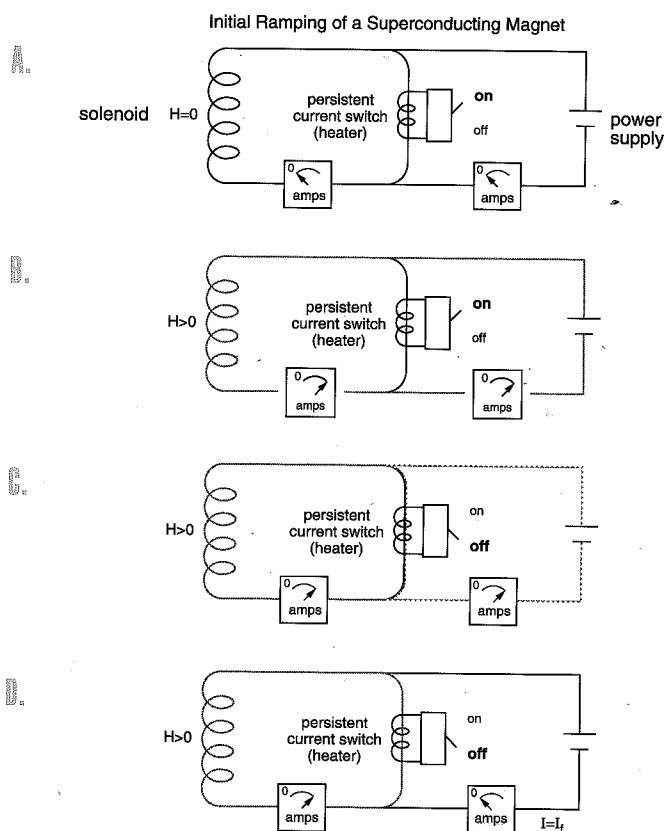 Initial Ramping of a Superconducting Magnet
A.
solenoid H=0
persistent
current switch
(heater)
on
off
power
supply
0
amps
0
amps
B.
H>0
persistent
current switch
(heater)
on
off
0
amps
0
amps
C.
H>0
persistent
current switch
(heater)
on
off
0
amps
0
amps
D.
H>0
persistent
current switch
(heater)
on
off
0
amps
0
amps
I=If